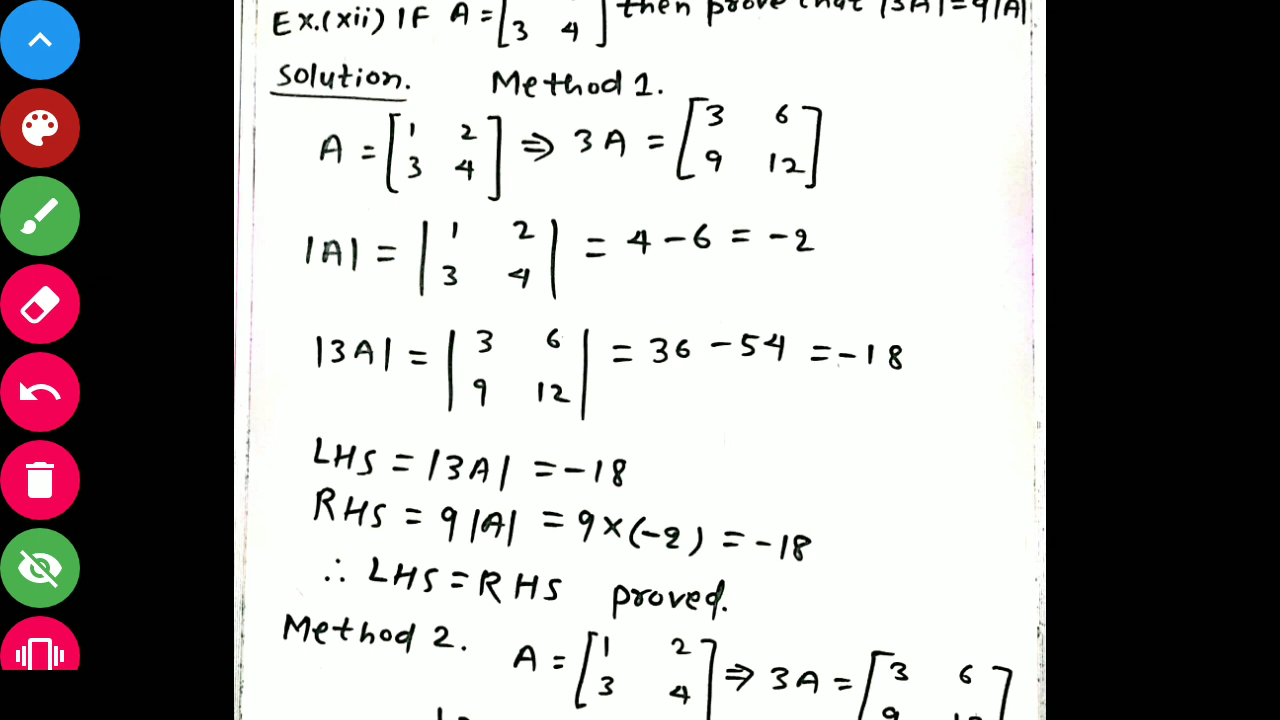 Ex.(xii) IF A = [ 3 4 ] then prove that |3A| = 9|A|
Solution. Method 1.
A = [1 2
3 4] ⇒ 3A = [3 6
9 12]
|A| = |1 2
3 4| = 4 - 6 = -2
|3A| = |3 6
9 12| = 36 - 54 = -18
LHS = |3A| = -18
RHS = 9|A| = 9×(-2) = -18
∴ LHS = RHS proved.
Method 2. A = [1 2
3 4] ⇒ 3A = [3 6
9 12]